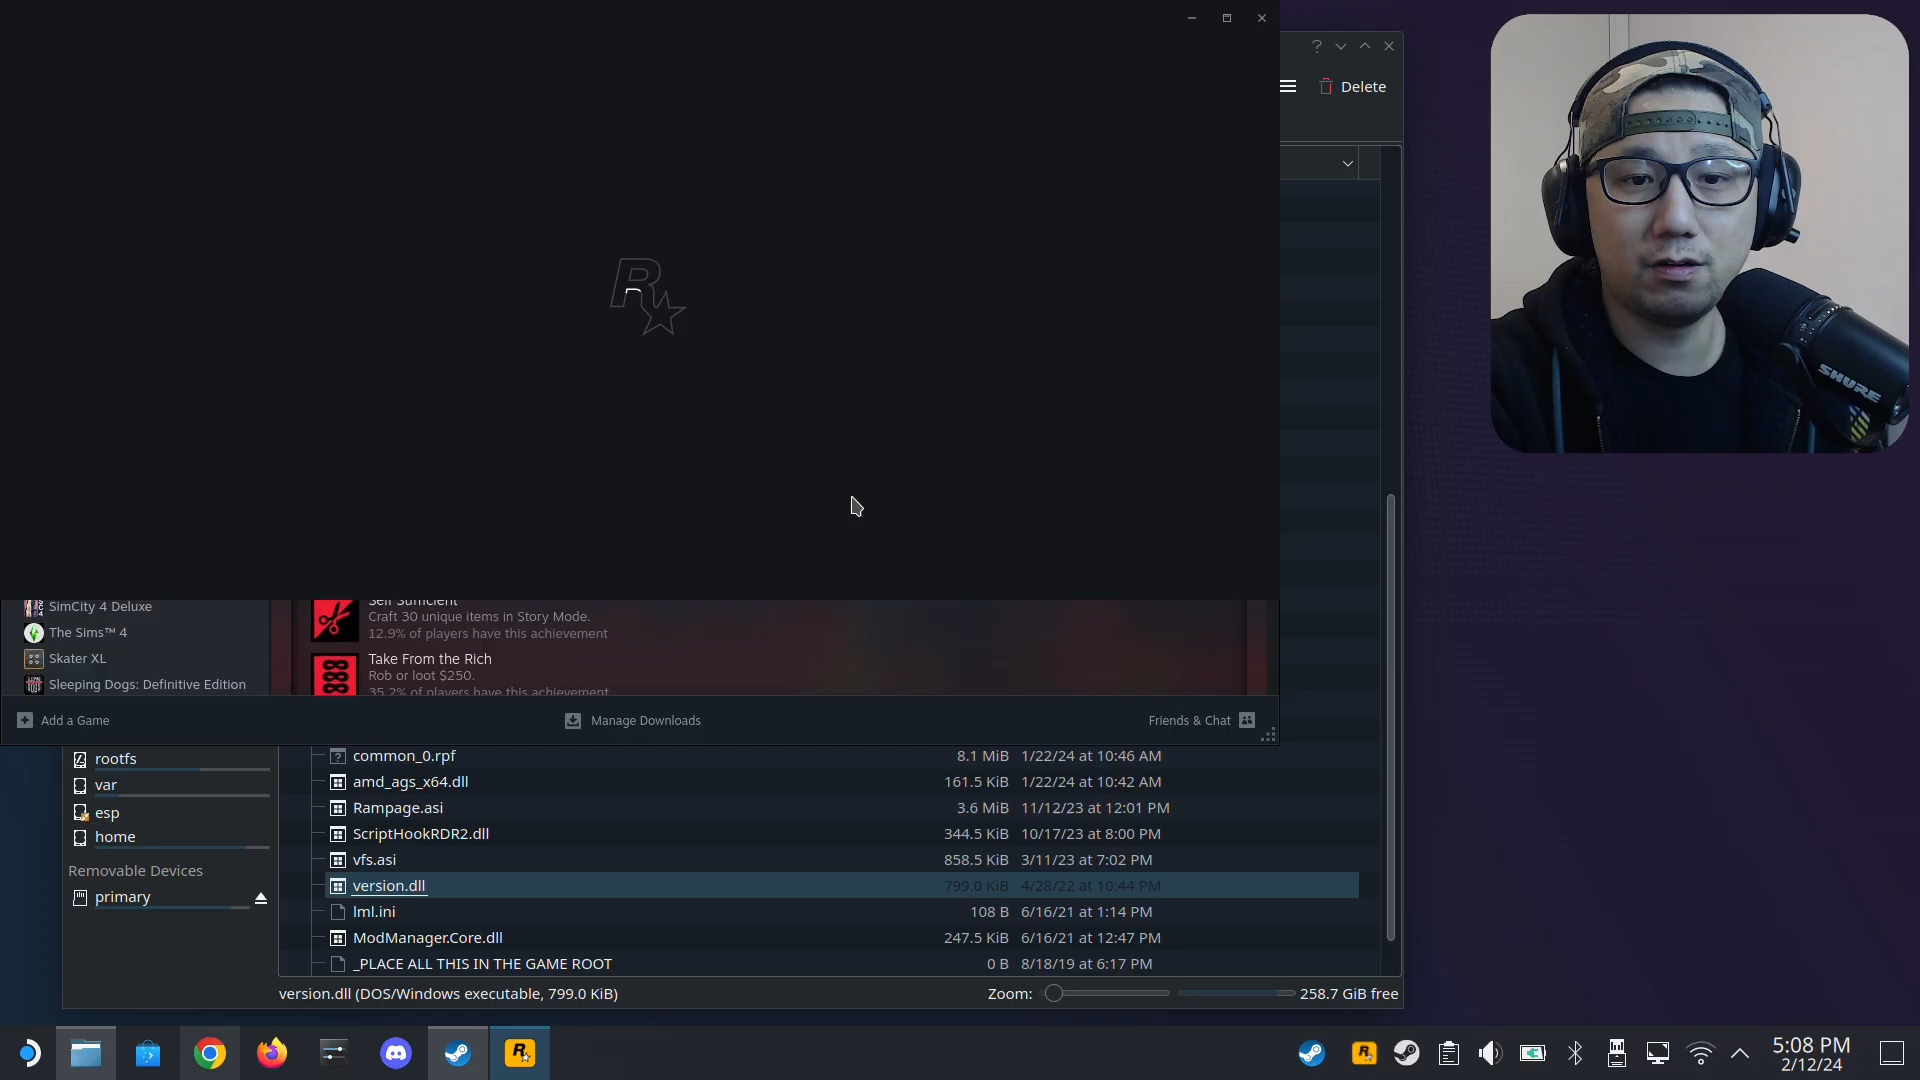 Delete
SimCity 4 Deluxe
The Sims™ 4
Skater XL
Sleeping Dogs: Definitive Edition
Self Sufficient
Craft 30 unique items in Story Mode.
12.9% of players have this achievement
Take From the Rich
Rob or loot $250.
35.2% of players have this achievement
Add a Game
Manage Downloads
Friends & Chat
rootfs
var
esp
home
Removable Devices
primary
common_0.rpf 8.1 MiB 1/22/24 at 10:46 AM
amd_ags_x64.dll 161.5 KiB 1/22/24 at 10:42 AM
Rampage.asi 3.6 MiB 11/12/23 at 12:01 PM
ScriptHookRDR2.dll 344.5 KiB 10/17/23 at 8:00 PM
vfs.asi 858.5 KiB 3/11/23 at 7:02 PM
version.dll 799.0 KiB 4/28/22 at 10:44 PM
lml.ini 108 B 6/16/21 at 1:14 PM
ModManager.Core.dll 247.5 KiB 6/16/21 at 12:47 PM
_PLACE ALL THIS IN THE GAME ROOT 0 B 8/18/19 at 6:17 PM
version.dll (DOS/Windows executable, 799.0 KiB)
Zoom:
258.7 GiB free
5:08 PM
2/12/24
SHURE